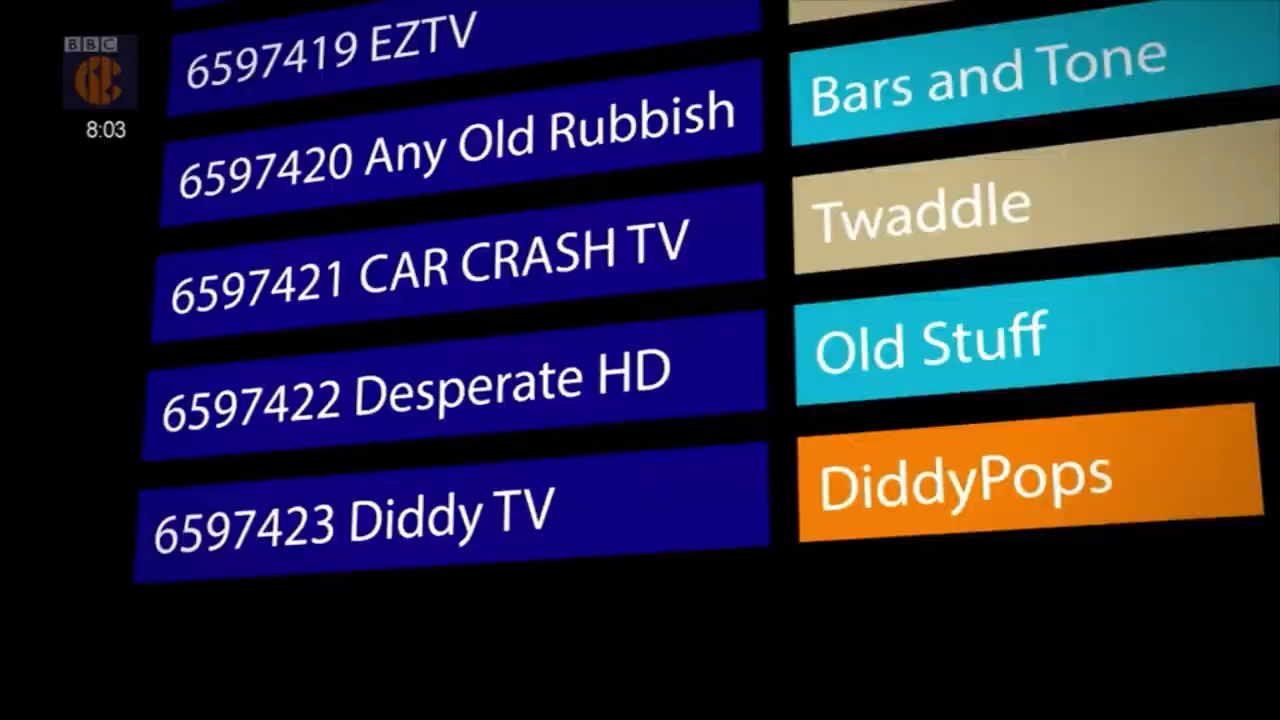 BBC
8:03
6597419 EZTV
Bars and Tone
6597420 Any Old Rubbish
Twaddle
6597421 CAR CRASH TV
Old Stuff
6597422 Desperate HD
DiddyPops
6597423 Diddy TV